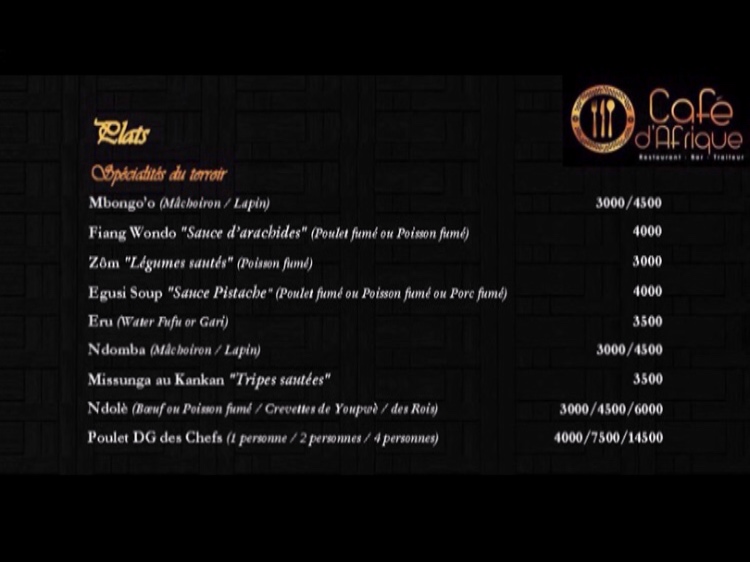 Café
d'Afrique
Restaurant · Bar · Traiteur
Plats
Spécialités du terroir
Mbongo'o (Mâchoiron / Lapin) 3000/4500
Fiang Wondo "Sauce d'arachides" (Poulet fumé ou Poisson fumé) 4000
Zôm "Légumes sautés" (Poisson fumé) 3000
Egusi Soup "Sauce Pistache" (Poulet fumé ou Poisson fumé ou Porc fumé) 4000
Eru (Water Fufu or Gari) 3500
Ndomba (Mâchoiron / Lapin) 3000/4500
Missunga au Kankan "Tripes sautées" 3500
Ndolè (Bœuf ou Poisson fumé / Crevettes de Youpwè / des Rois) 3000/4500/6000
Poulet DG des Chefs (1 personne / 2 personnes / 4 personnes) 4000/7500/14500